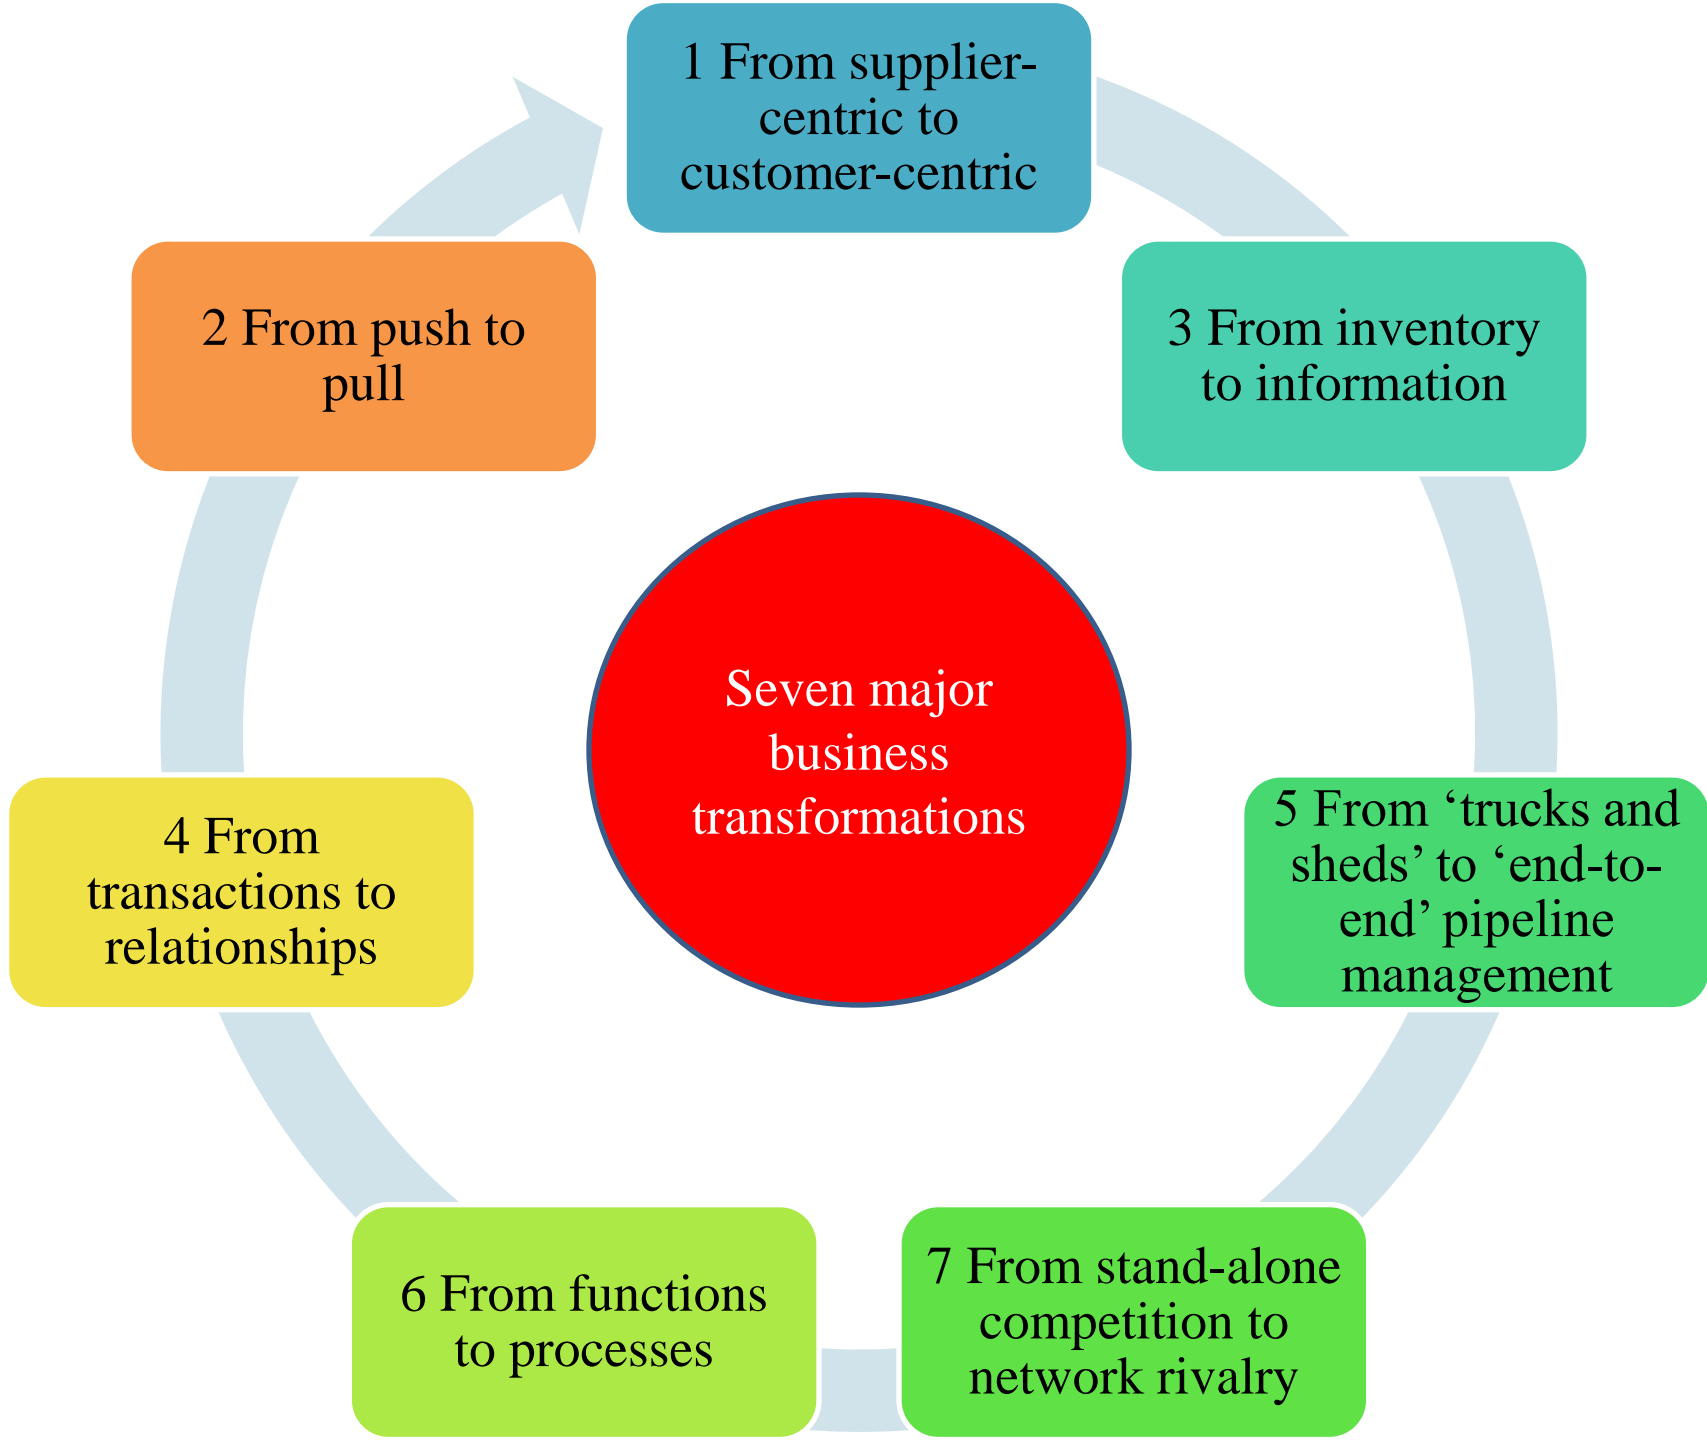 1 From supplier-
centric to
customer-centric
2 From push to
pull
3 From inventory
to information
Seven major
business
transformations
4 From
transactions to
relationships
5 From ‘trucks and
sheds’ to ‘end-to-
end’ pipeline
management
6 From functions
to processes
7 From stand-alone
competition to
network rivalry